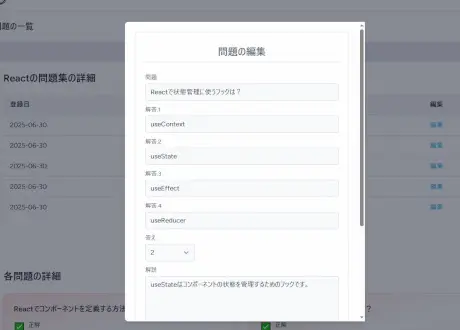 問題の一覧
Reactの問題集の詳細
登録日
編集
2025-06-30
編集
2025-06-30
編集
2025-06-30
編集
2025-06-30
編集
2025-06-30
編集
各問題の詳細
Reactでコンポーネントを定義する方法
?
正解
正解
問題の編集
問題
Reactで状態管理に使うフックは？
解答.1
useContext
解答.2
useState
解答.3
useEffect
解答.4
useReducer
答え
2
解説
useStateはコンポーネントの状態を管理するためのフックです。